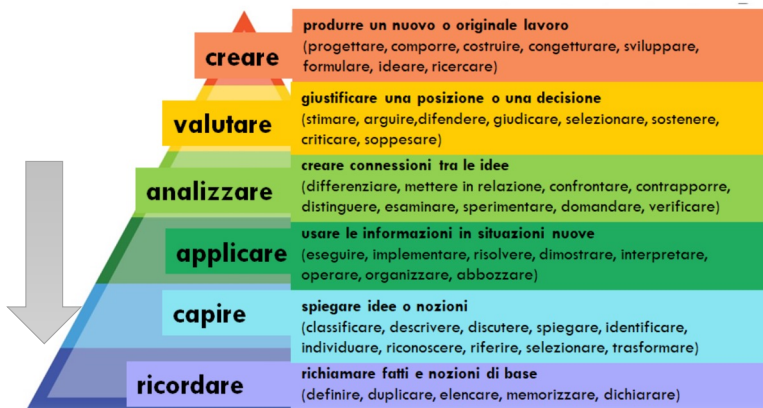 creare
produrre un nuovo o originale lavoro
(progettare, comporre, costruire, congetturare, sviluppare,
formulare, ideare, ricercare)
valutare
giustificare una posizione o una decisione
(stimare, arguire,difendere, giudicare, selezionare, sostenere,
criticare, soppesare)
analizzare
creare connessioni tra le idee
(differenziare, mettere in relazione, confrontare, contrapporre,
distinguere, esaminare, sperimentare, domandare, verificare)
applicare
usare le informazioni in situazioni nuove
(eseguire, implementare, risolvere, dimostrare, interpretare,
operare, organizzare, abbozzare)
capire
spiegare idee o nozioni
(classificare, descrivere, discutere, spiegare, identificare,
individuare, riconoscere, riferire, selezionare, trasformare)
ricordare
richiamare fatti e nozioni di base
(definire, duplicare, elencare, memorizzare, dichiarare)